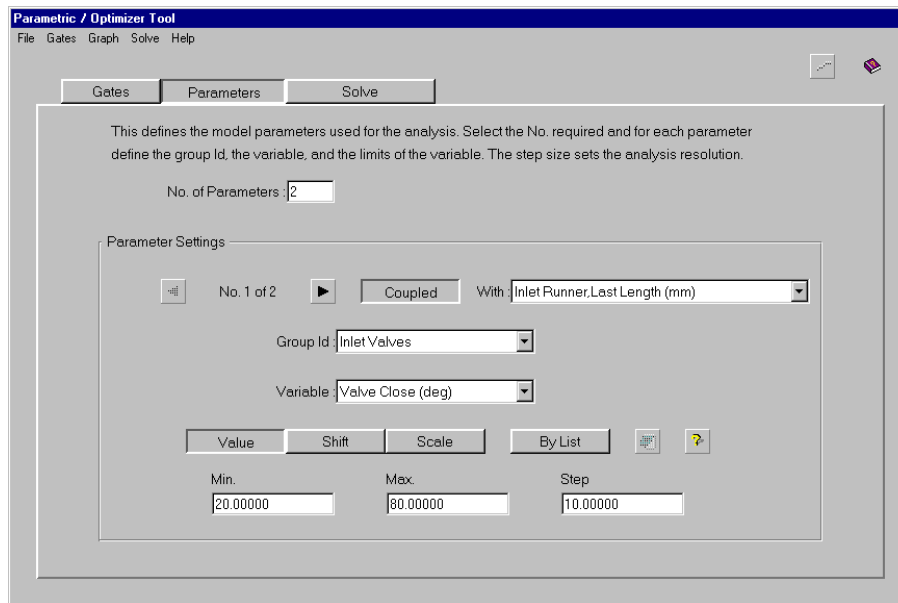 Parametric / Optimizer Tool
File Gates Graph Solve Help
Gates Parameters Solve
This defines the model parameters used for the analysis. Select the No. required and for each parameter
define the group Id, the variable, and the limits of the variable. The step size sets the analysis resolution.
No. of Parameters : 2
Parameter Settings
No. 1 of 2 Coupled With : Inlet Runner,Last Length (mm)
Group Id : Inlet Valves
Variable : Valve Close (deg)
Value Shift Scale By List
Min. Max. Step
20.00000 80.00000 10.00000